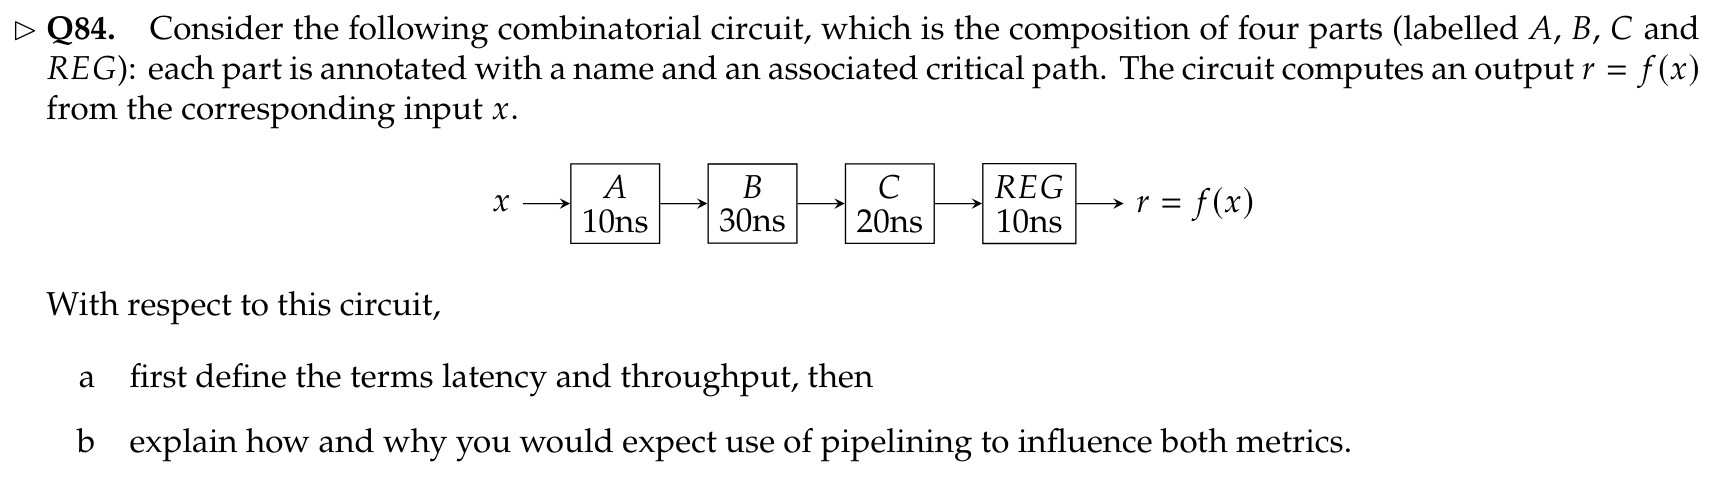 ▷ Q84. Consider the following combinatorial circuit, which is the composition of four parts (labelled A, B, C and
REG): each part is annotated with a name and an associated critical path. The circuit computes an output r = f(x)
from the corresponding input x.
x A B C REG r = f(x)
10ns 30ns 20ns 10ns
With respect to this circuit,
a first define the terms latency and throughput, then
b explain how and why you would expect use of pipelining to influence both metrics.